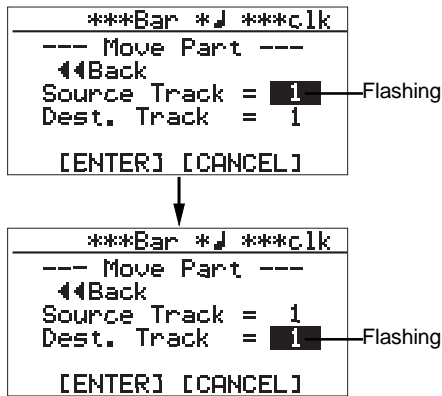 ***Bar *♩ ***clk
--- Move Part ---
◀◀Back
Source Track = 1 Flashing
Dest. Track = 1
[ENTER] [CANCEL]
***Bar *♩ ***clk
--- Move Part ---
◀◀Back
Source Track = 1
Dest. Track = 1 Flashing
[ENTER] [CANCEL]